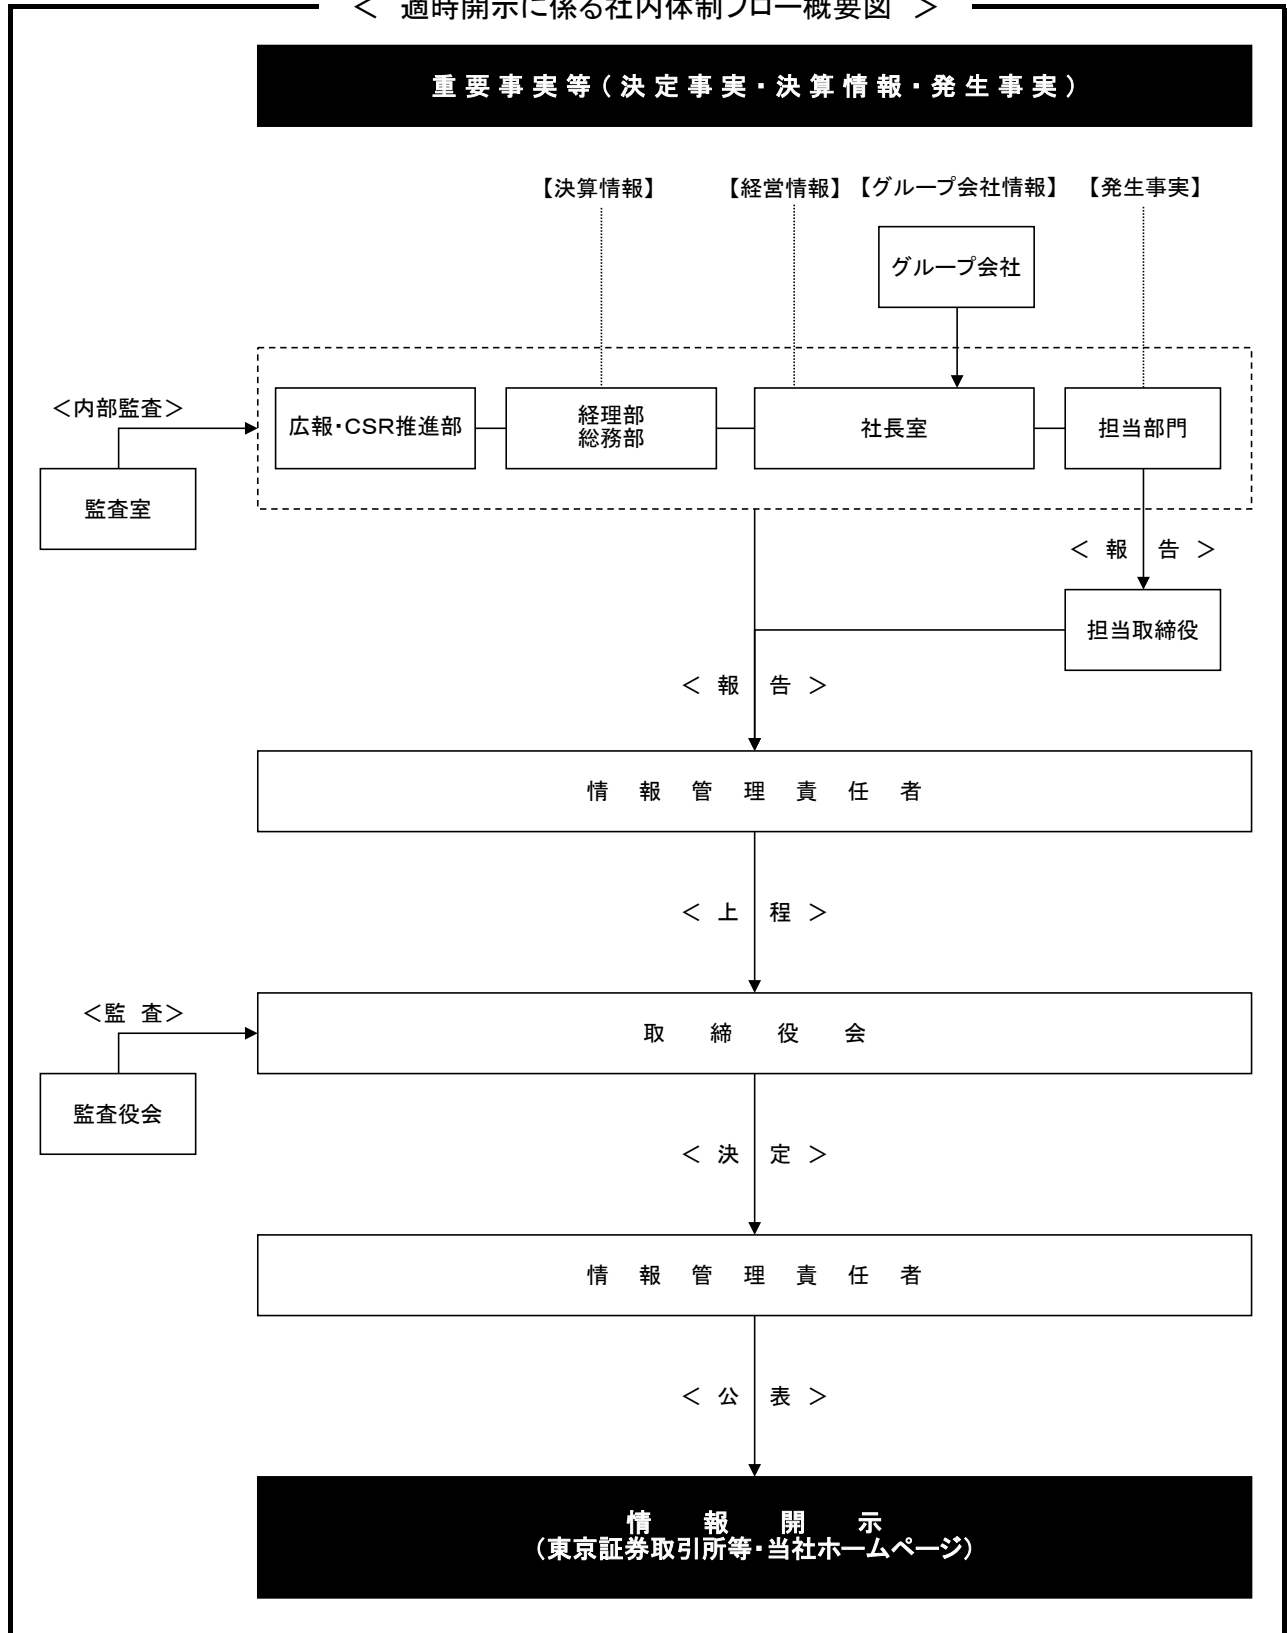 ＜ 適時開示に係る社内体制フロー概要図 ＞
重要事実等（決定事実・決算情報・発生事実）
【決算情報】 【経営情報】 【グループ会社情報】 【発生事実】
グループ会社
＜内部監査＞
監査室
広報・CSR推進部
経理部
総務部
社長室
担当部門
＜ 報 告 ＞
担当取締役
＜ 報 告 ＞
情 報 管 理 責 任 者
＜ 上 程 ＞
＜監 査＞
監査役会
取 締 役 会
＜ 決 定 ＞
情 報 管 理 責 任 者
＜ 公 表 ＞
情 報 開 示
（東京証券取引所等・当社ホームページ）